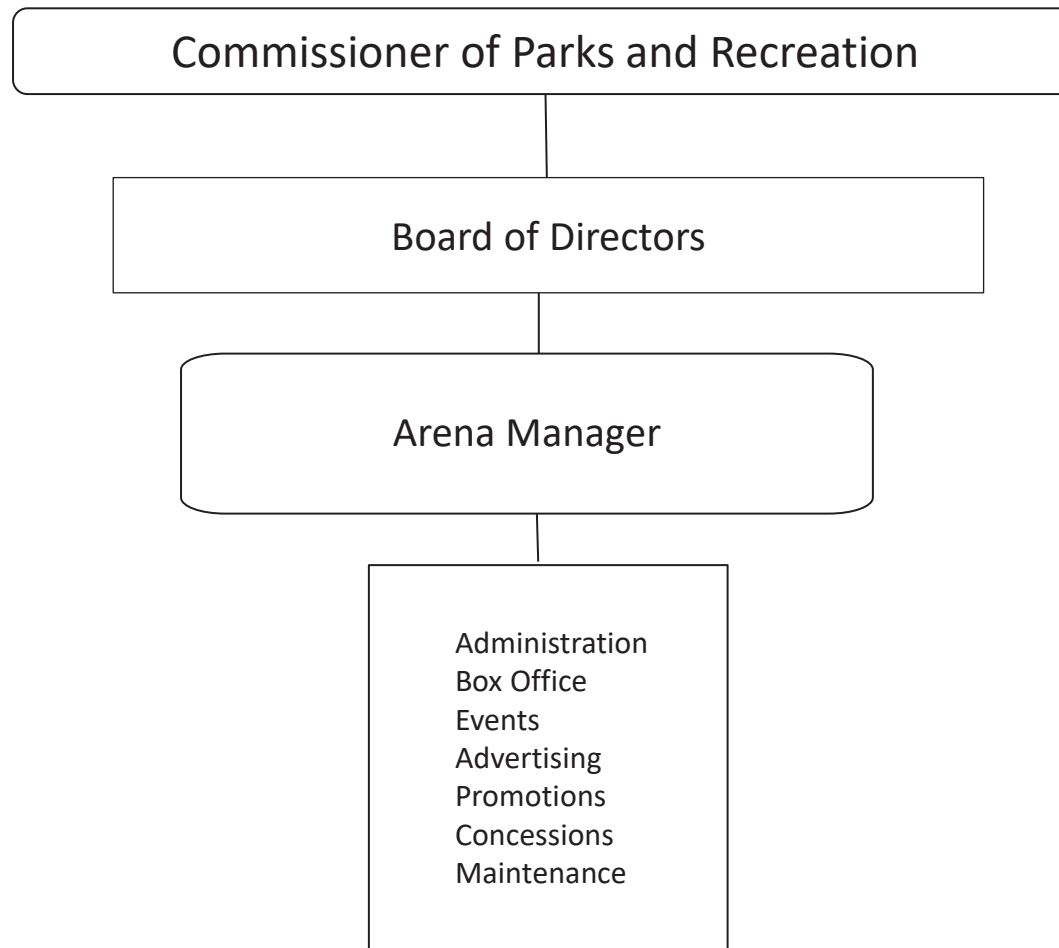 Commissioner of Parks and Recreation
Board of Directors
Arena Manager
Administration
Box Office
Events
Advertising
Promotions
Concessions
Maintenance